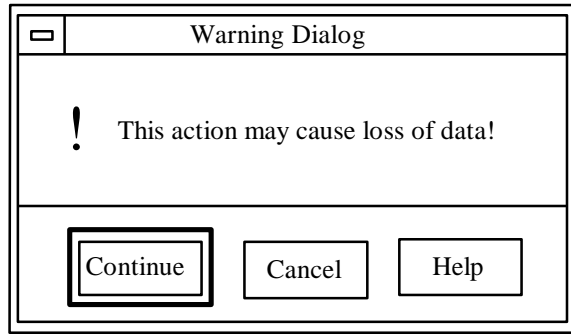 Warning Dialog
! This action may cause loss of data!
Continue Cancel Help